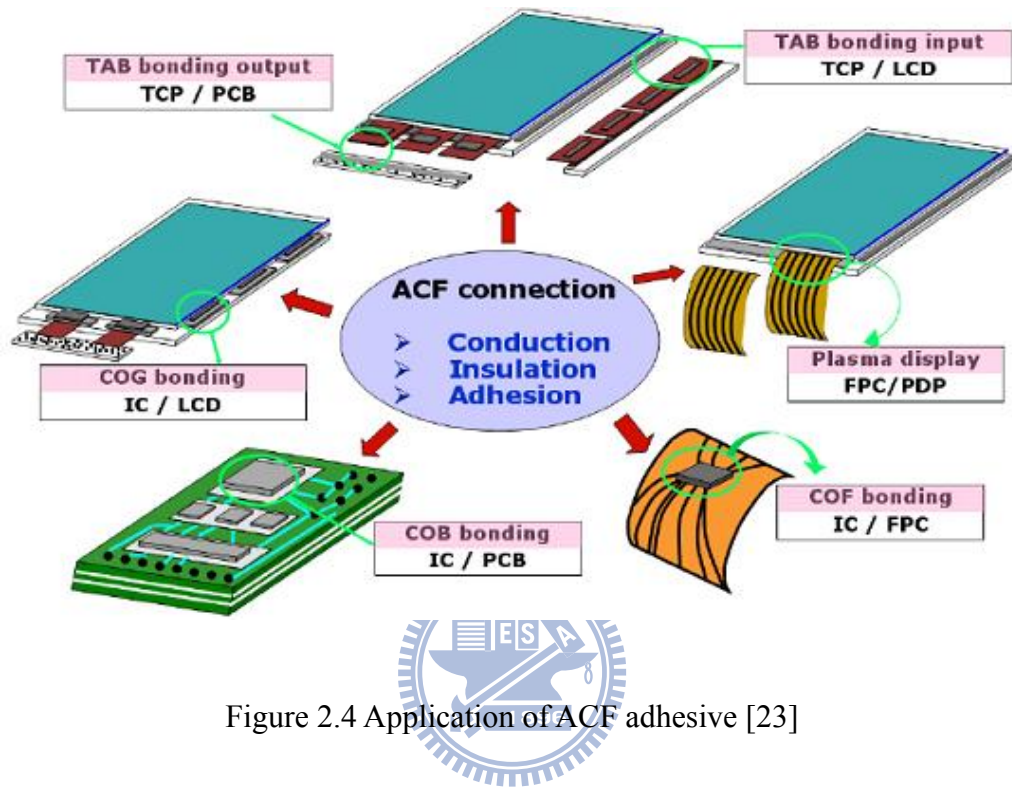 TAB bonding output
TCP / PCB
TAB bonding input
TCP / LCD
ACF connection
➢ Conduction
➢ Insulation
➢ Adhesion
COG bonding
IC / LCD
Plasma display
FPC/PDP
COB bonding
IC / PCB
COF bonding
IC / FPC
E S A
Figure 2.4 Application of ACF adhesive [23]